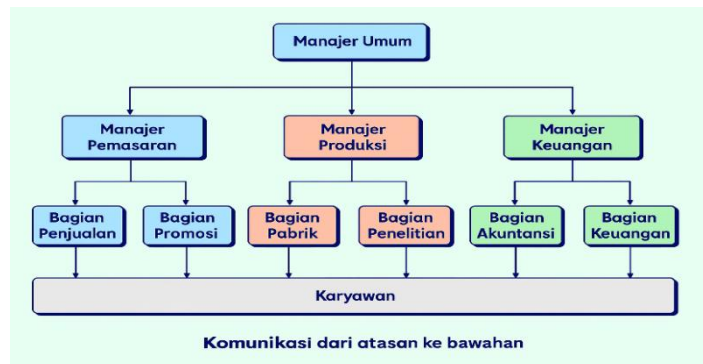 Manajer Umum
Manajer
Pemasaran
Manajer
Produksi
Manajer
Keuangan
Bagian
Penjualan
Bagian
Promosi
Bagian
Pabrik
Bagian
Penelitian
Bagian
Akuntansi
Bagian
Keuangan
Karyawan
Komunikasi dari atasan ke bawahan